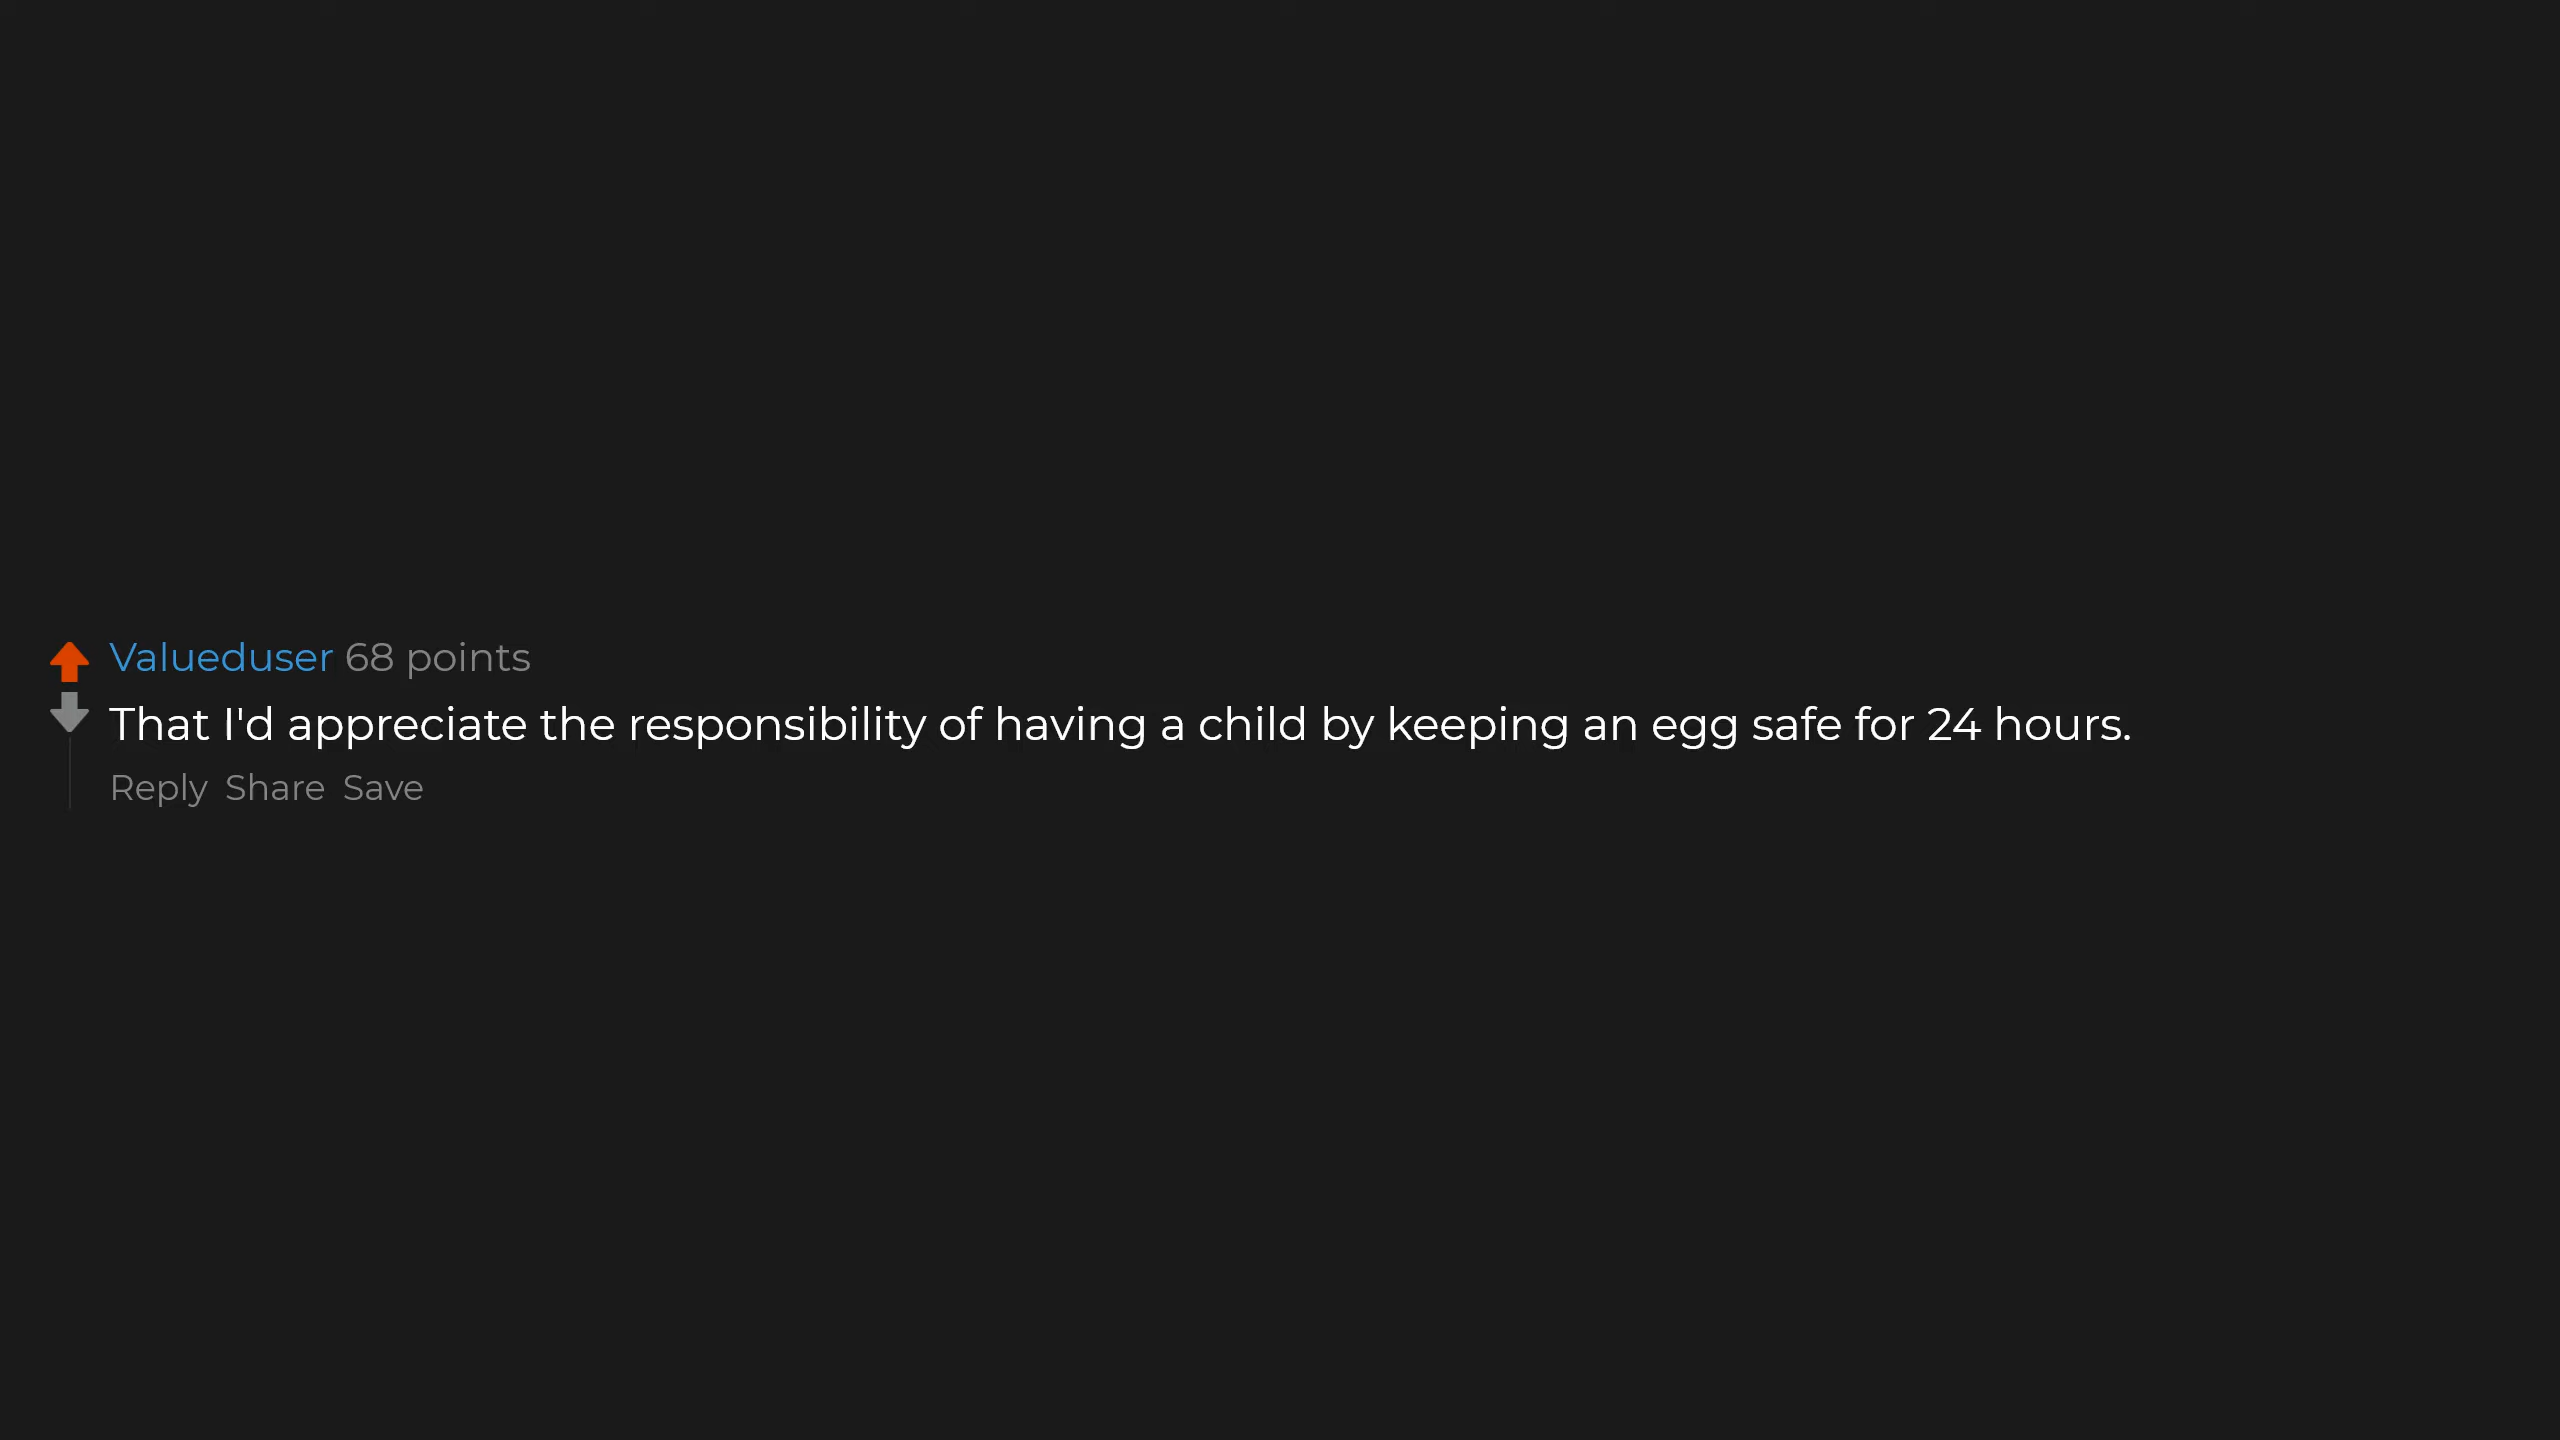 Valueduser 68 points
That I'd appreciate the responsibility of having a child by keeping an egg safe for 24 hours.
Reply Share Save